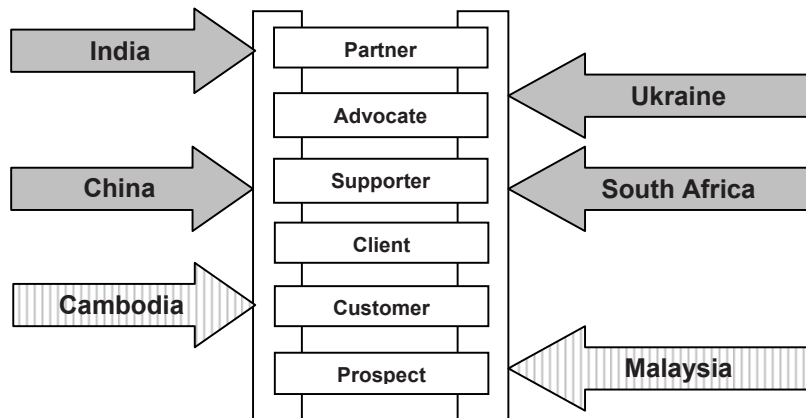 India
Partner
Ukraine
Advocate
China
Supporter
South Africa
Client
Cambodia
Customer
Malaysia
Prospect